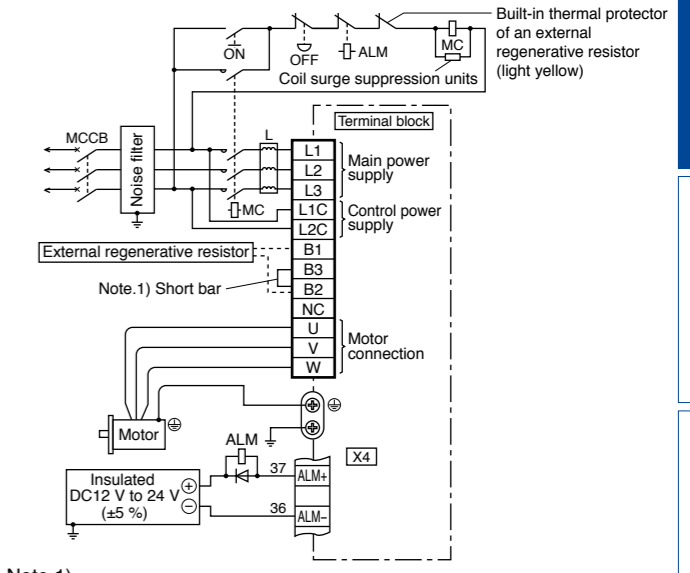 Built-in thermal protector
of an external
regenerative resistor
(light yellow)
ON
OFF
ALM
MC
Coil surge suppression units
Terminal block
MCCB
Noise filter
L
L1
L2
L3
Main power
supply
MC
L1C
L2C
Control power
supply
External regenerative resistor
B1
B3
B2
Note.1) Short bar
NC
U
V
W
Motor
connection
Motor
ALM
X4
Insulated
DC12 V to 24 V
(±5 %)
+
−
37
ALM+
36
ALM−